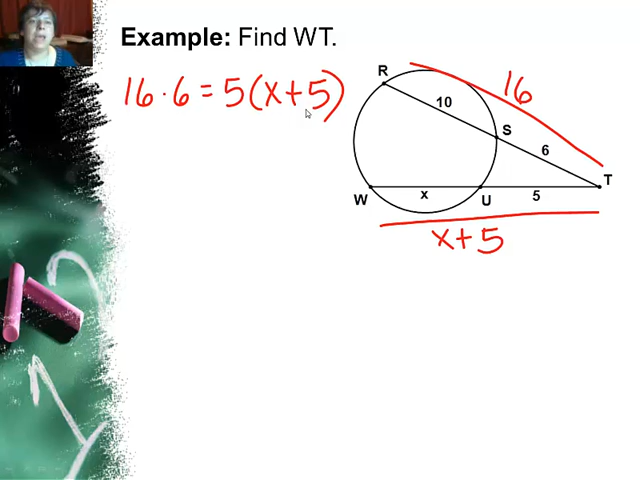 Example: Find WT.
16 · 6 = 5(x+5)
R
16
10
S
6
T
W
x
U
5
x+5